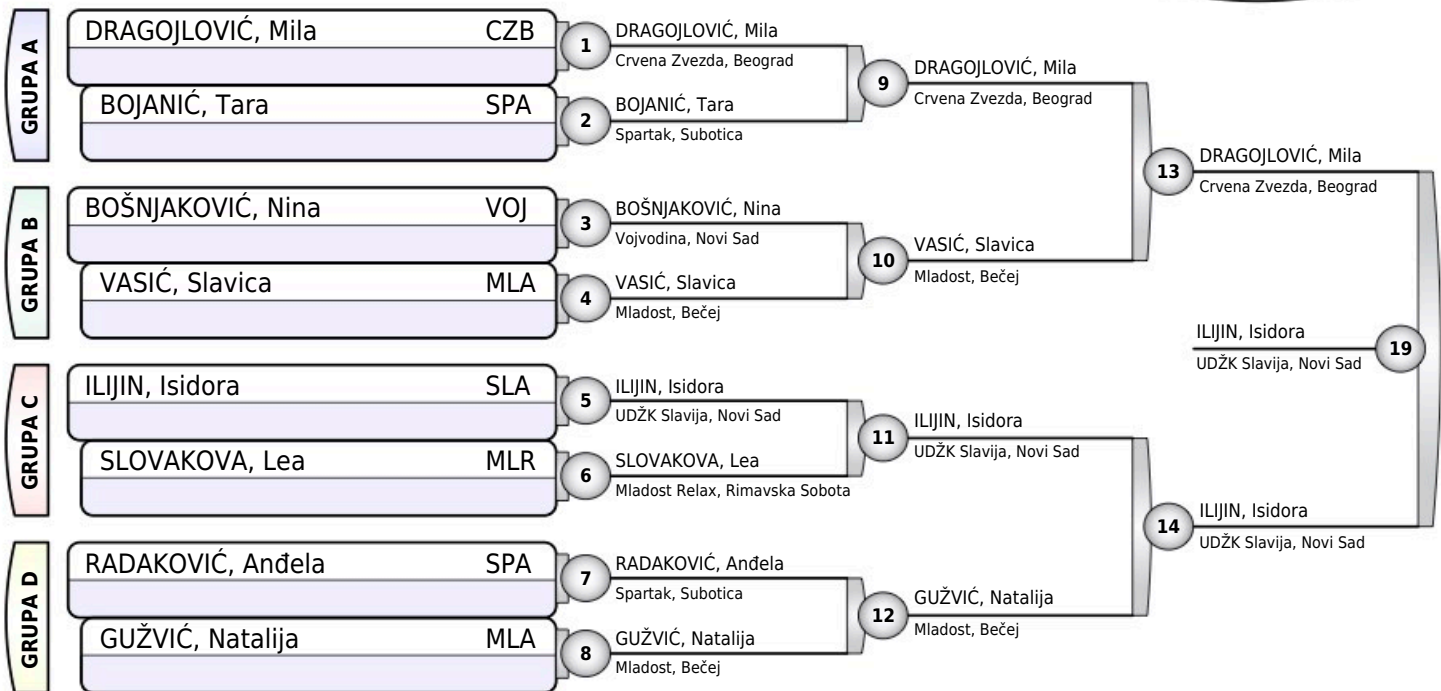 GRUPA A
DRAGOJLOVIĆ, Mila CZB
BOJANIĆ, Tara SPA
GRUPA B
BOŠNJAKOVIĆ, Nina VOJ
VASIĆ, Slavica MLA
GRUPA C
ILIJIN, Isidora SLA
SLOVAKOVA, Lea MLR
GRUPA D
RADAKOVIĆ, Anđela SPA
GUŽVIĆ, Natalija MLA
1 DRAGOJLOVIĆ, Mila
Crvena Zvezda, Beograd
2 BOJANIĆ, Tara
Spartak, Subotica
3 BOŠNJAKOVIĆ, Nina
Vojvodina, Novi Sad
4 VASIĆ, Slavica
Mladost, Bečej
5 ILIJIN, Isidora
UDŽK Slavija, Novi Sad
6 SLOVAKOVA, Lea
Mladost Relax, Rimavska Sobota
7 RADAKOVIĆ, Anđela
Spartak, Subotica
8 GUŽVIĆ, Natalija
Mladost, Bečej
9 DRAGOJLOVIĆ, Mila
Crvena Zvezda, Beograd
10 VASIĆ, Slavica
Mladost, Bečej
11 ILIJIN, Isidora
UDŽK Slavija, Novi Sad
12 GUŽVIĆ, Natalija
Mladost, Bečej
13 DRAGOJLOVIĆ, Mila
Crvena Zvezda, Beograd
14 ILIJIN, Isidora
UDŽK Slavija, Novi Sad
ILIJIN, Isidora 19
UDŽK Slavija, Novi Sad